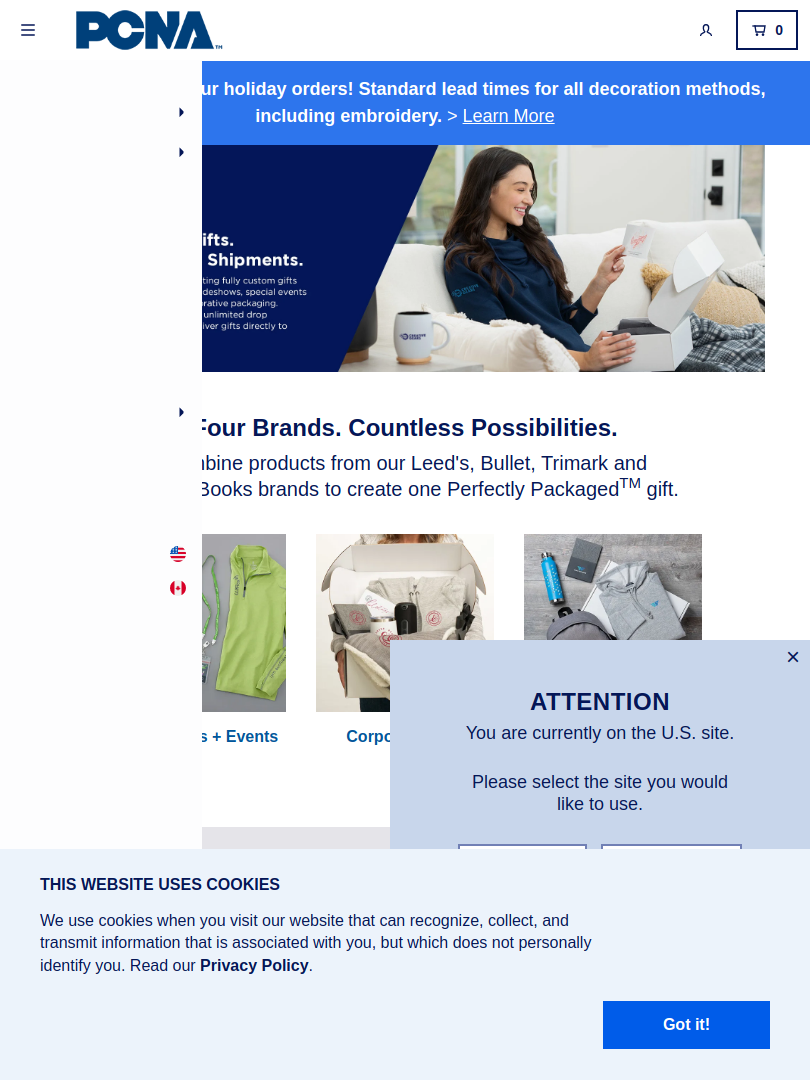 PCNA™
0
ur holiday orders! Standard lead times for all decoration methods,
including embroidery. > Learn More
ifts.
Shipments.
ting fully custom gifts
deshows, special events
rative packaging.
unlimited drop
iver gifts directly to
Four Brands. Countless Possibilities.
bine products from our Leed's, Bullet, Trimark and
Books brands to create one Perfectly Packaged™ gift.
s + Events
Corpo
ATTENTION
You are currently on the U.S. site.
Please select the site you would
like to use.
THIS WEBSITE USES COOKIES
We use cookies when you visit our website that can recognize, collect, and
transmit information that is associated with you, but which does not personally
identify you. Read our Privacy Policy.
Got it!